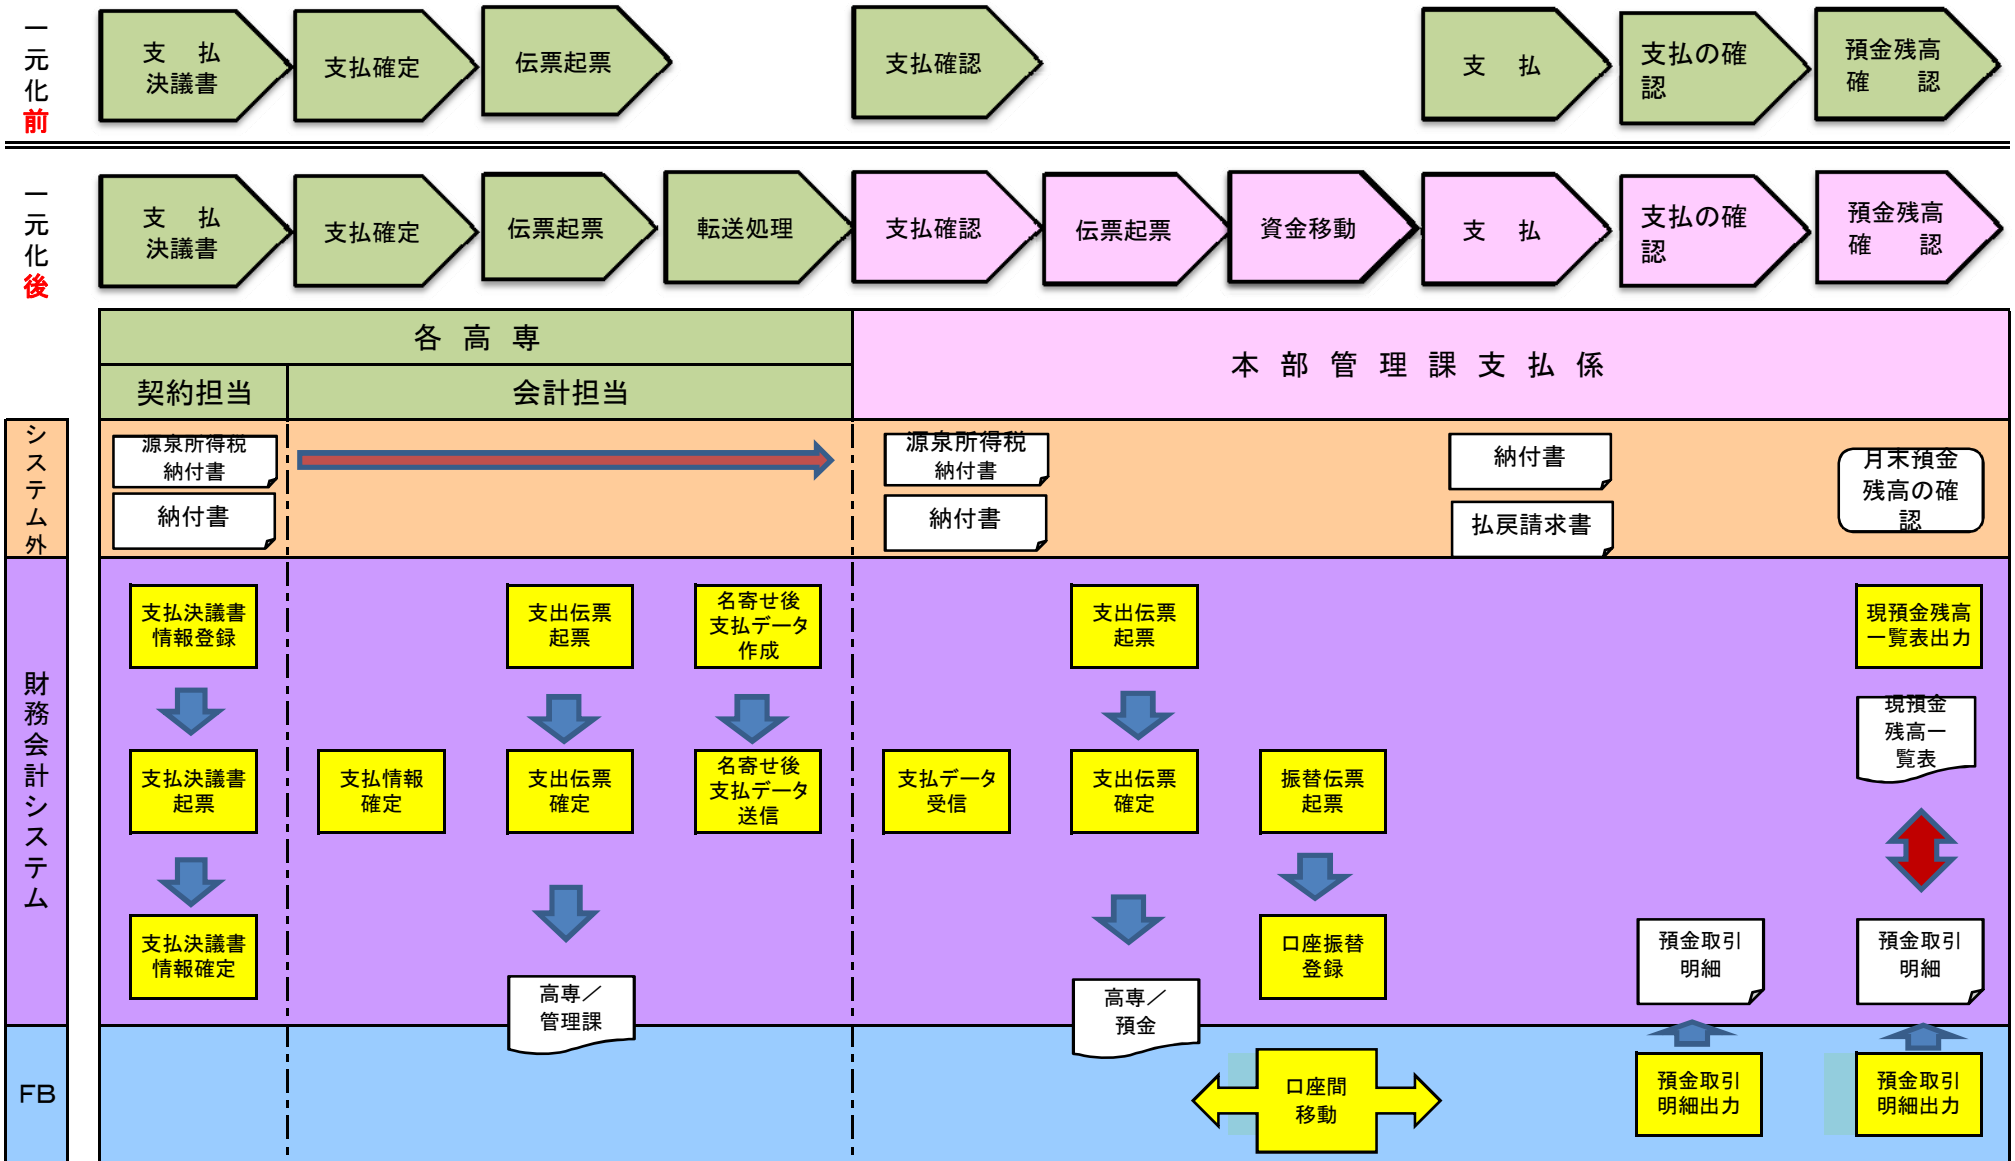 一元化前
支　払
決議書
支払確定
伝票起票
支払確認
支　払
支払の確
認
預金残高
確　　認
一元化後
支　払
決議書
支払確定
伝票起票
転送処理
支払確認
伝票起票
資金移動
支　払
支払の確
認
預金残高
確　　認
各 高 専
本 部 管 理 課 支 払 係
契約担当
会計担当
システム外
源泉所得税
納付書
納付書
源泉所得税
納付書
納付書
納付書
払戻請求書
月末預金
残高の確
認
財務会計システム
支払決議書
情報登録
支出伝票
起票
名寄せ後
支払データ
作成
支出伝票
起票
現預金残高
一覧表出力
現預金
残高一
覧表
支払決議書
起票
支払情報
確定
支出伝票
確定
名寄せ後
支払データ
送信
支払データ
受信
支出伝票
確定
振替伝票
起票
支払決議書
情報確定
高専／
管理課
高専／
預金
口座振替
登録
預金取引
明細
預金取引
明細
FB
口座間
移動
預金取引
明細出力
預金取引
明細出力